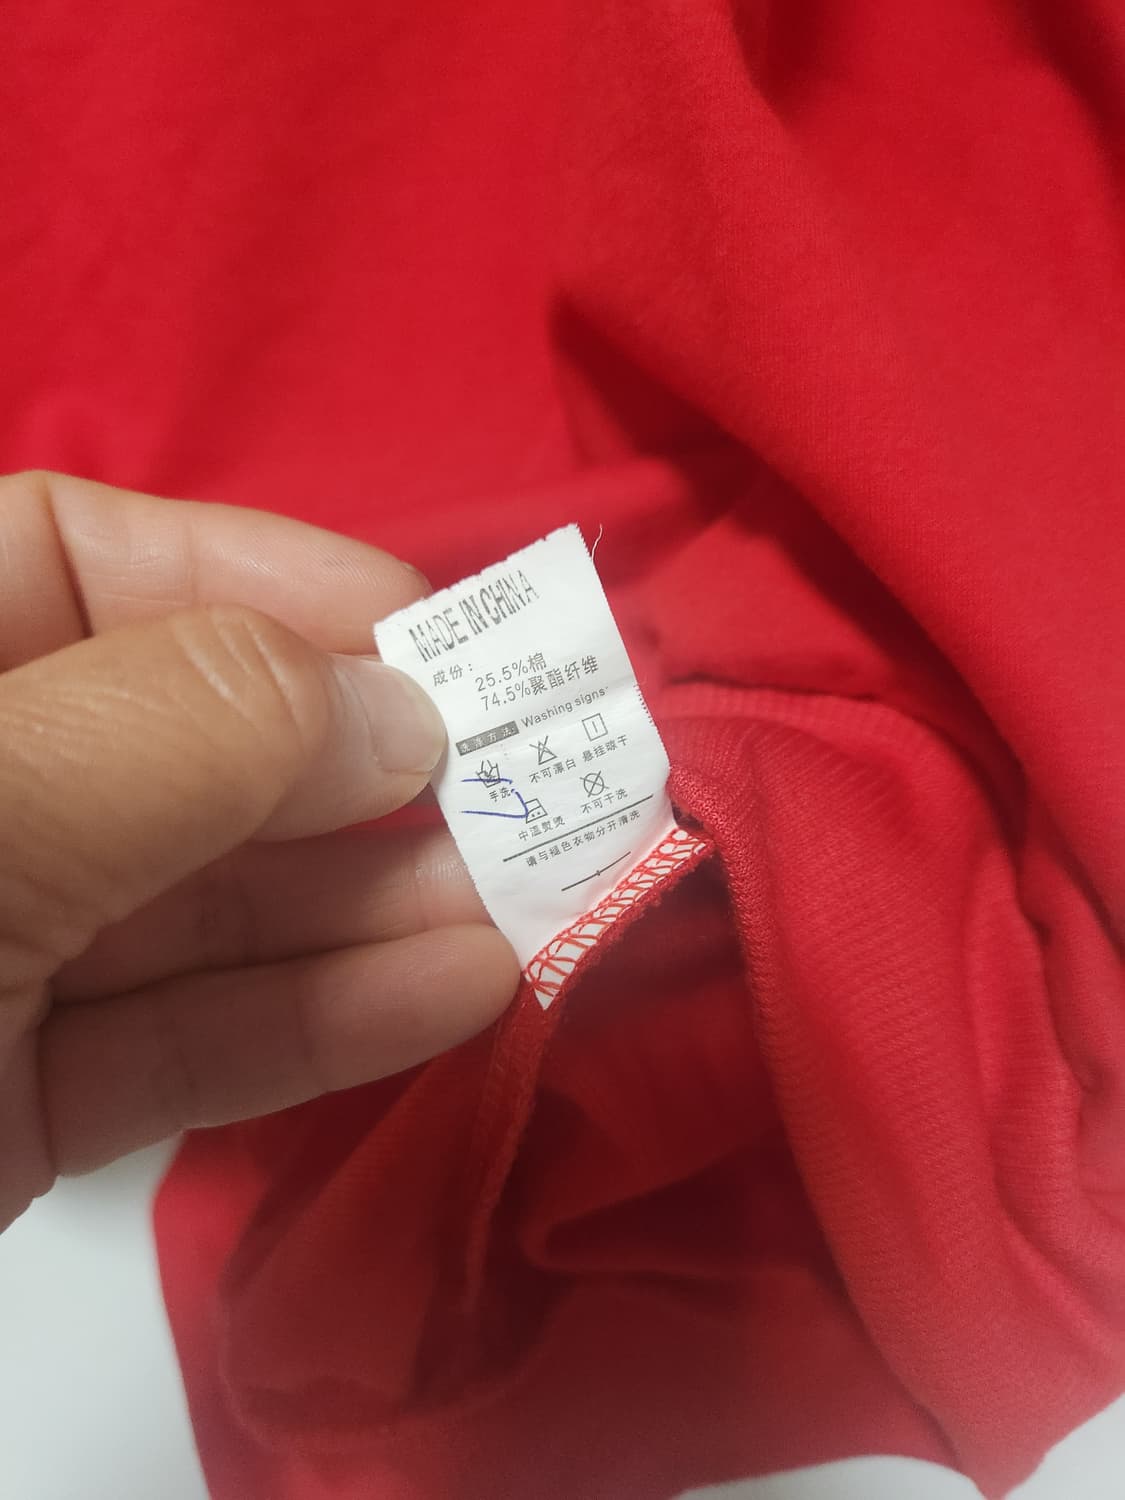 MADE IN CHINA
成份：
25.5%棉
74.5%聚酯纤维
洗涤方法: Washing signs
手洗 不可漂白 悬挂晾干
中温熨烫 不可干洗
请与褪色衣物分开清洗